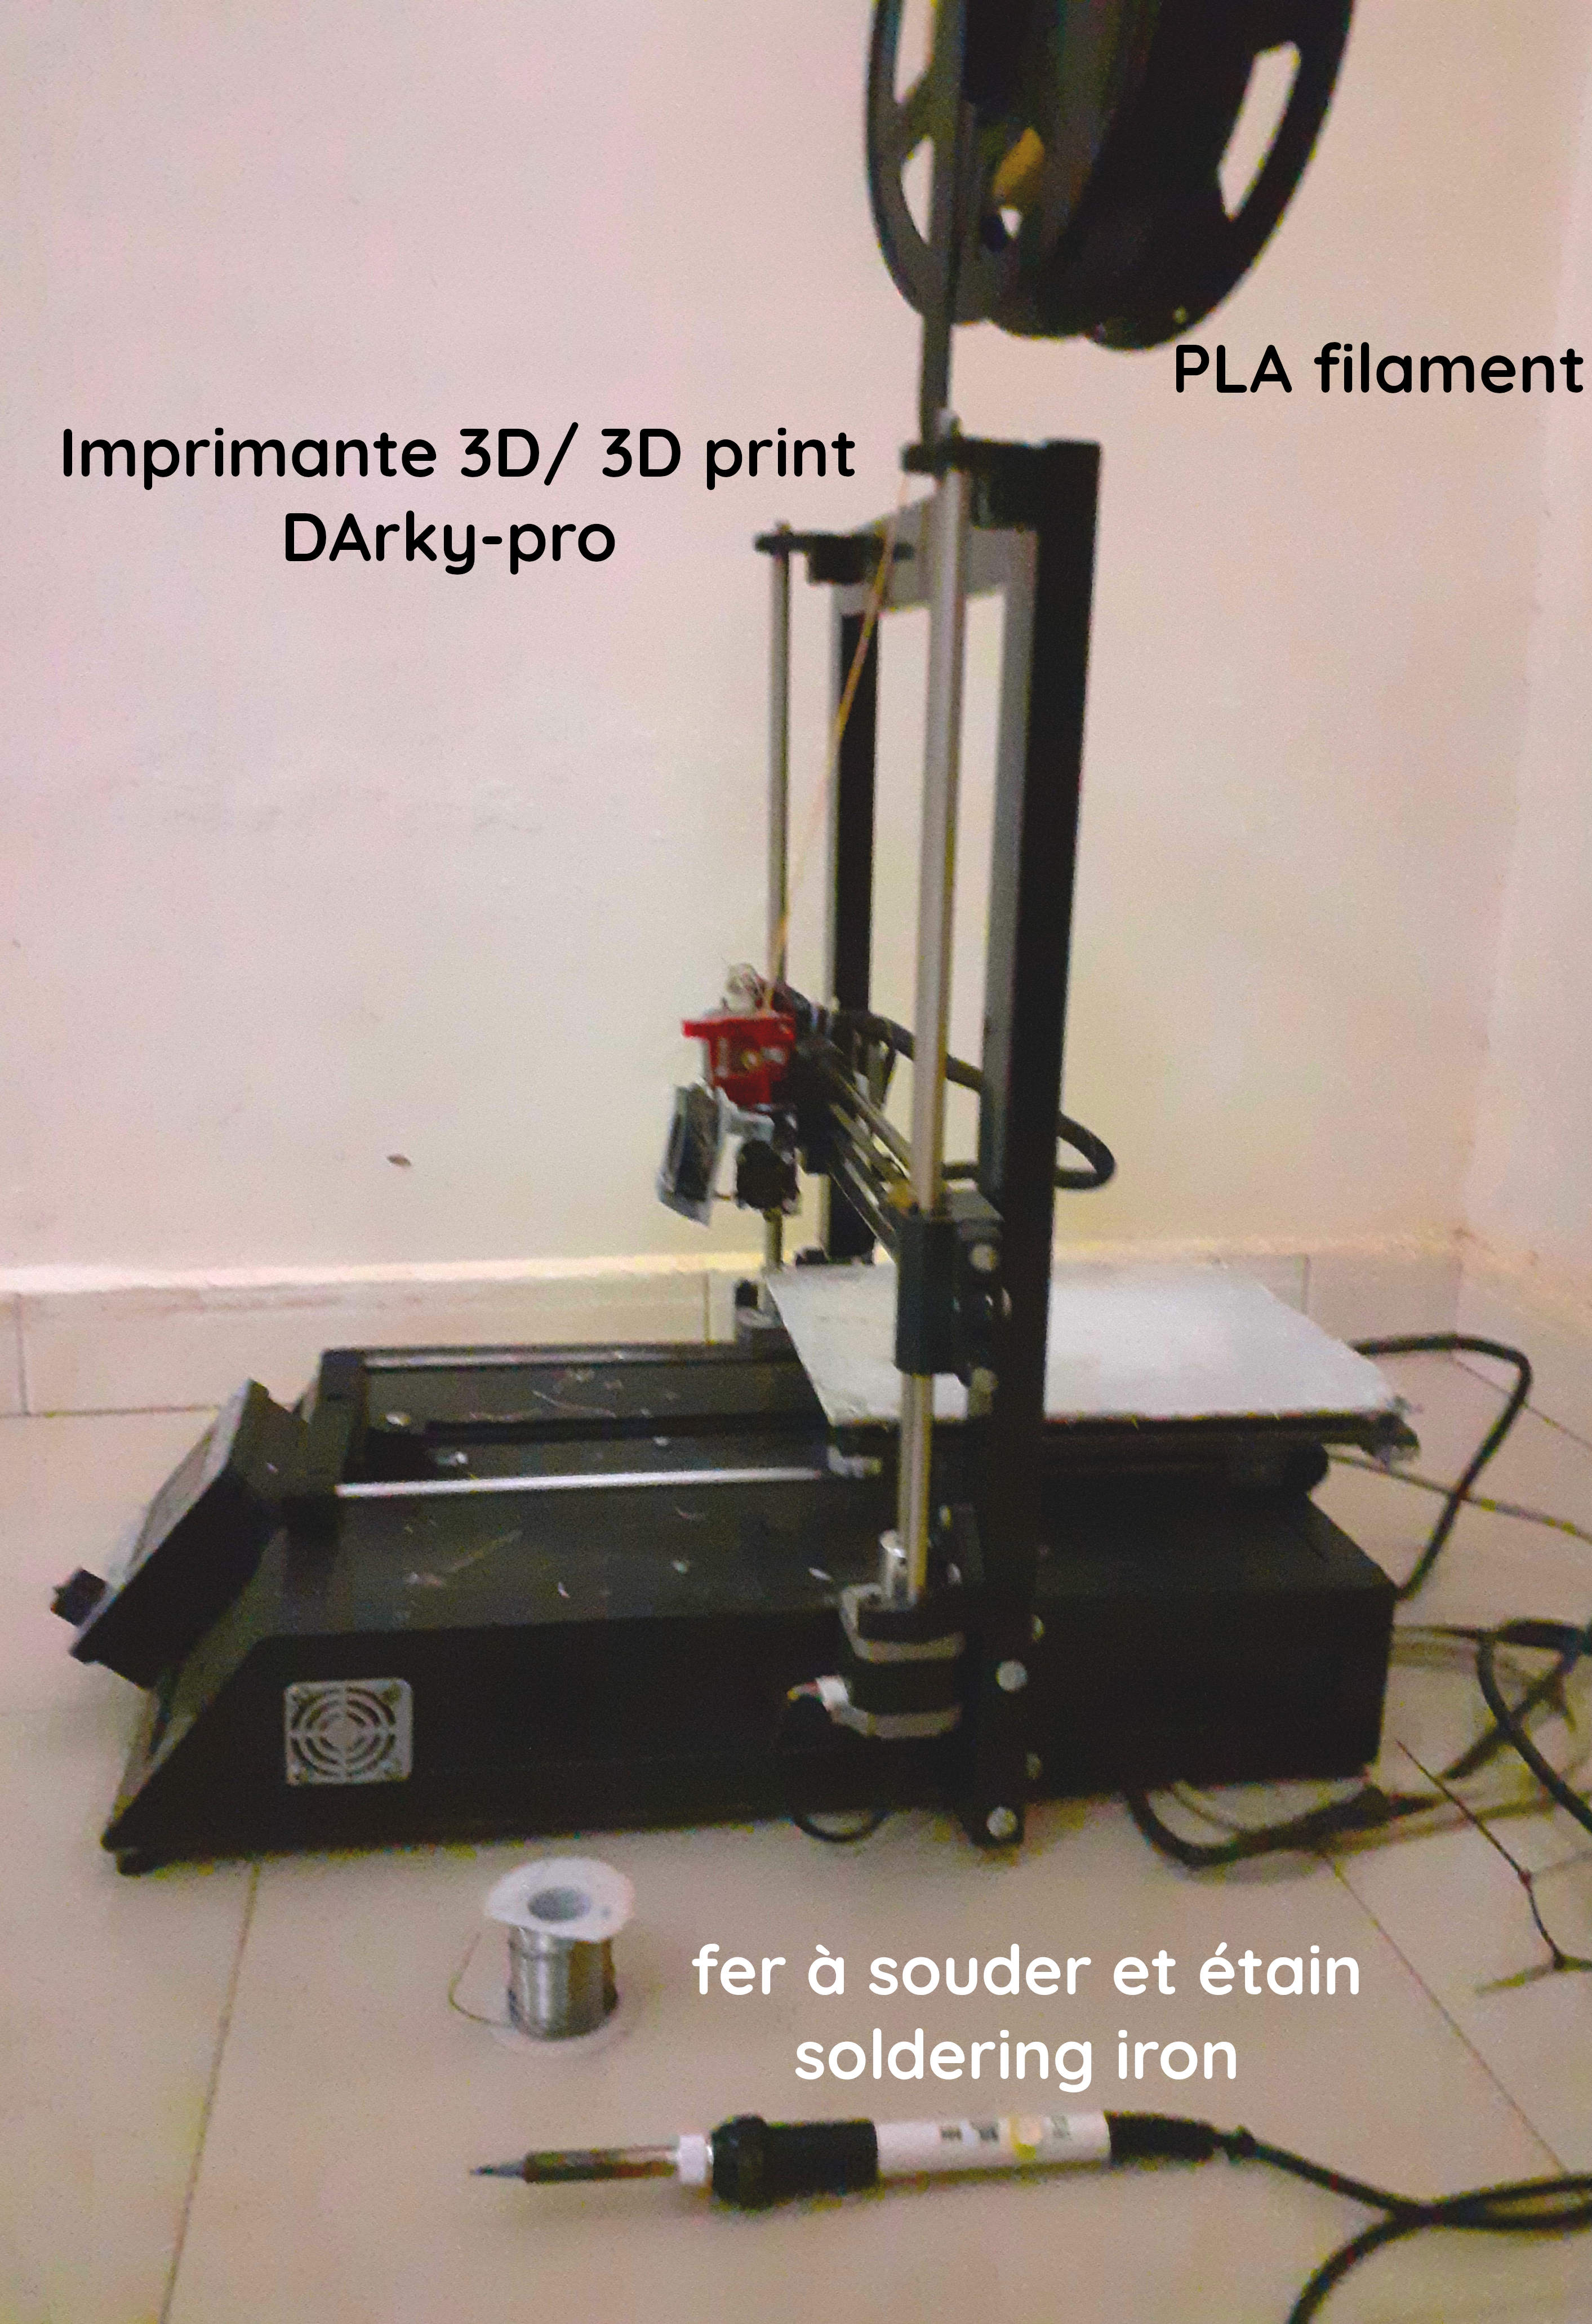 PLA filament
Imprimante 3D/ 3D print
DArky-pro
fer à souder et étain
soldering iron